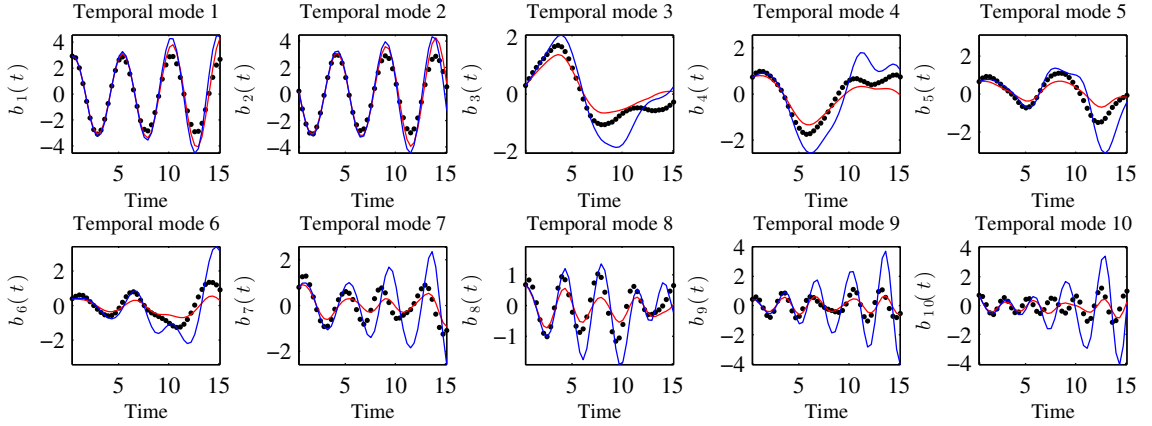 Temporal mode 1
Temporal mode 2
Temporal mode 3
Temporal mode 4
Temporal mode 5
b₁(t)
4
2
0
−2
−4
5
10
15
Time
b₂(t)
4
2
0
−2
−4
5
10
15
Time
b₃(t)
2
0
−2
5
10
15
Time
b₄(t)
2
0
−2
5
10
15
Time
b₅(t)
2
0
−2
5
10
15
Time
Temporal mode 6
Temporal mode 7
Temporal mode 8
Temporal mode 9
Temporal mode 10
b₆(t)
2
0
−2
5
10
15
Time
b₇(t)
2
0
−2
5
10
15
Time
b₈(t)
1
0
−1
5
10
15
Time
b₉(t)
4
2
0
−2
−4
5
10
15
Time
b₁₀(t)
4
2
0
−2
−4
5
10
15
Time